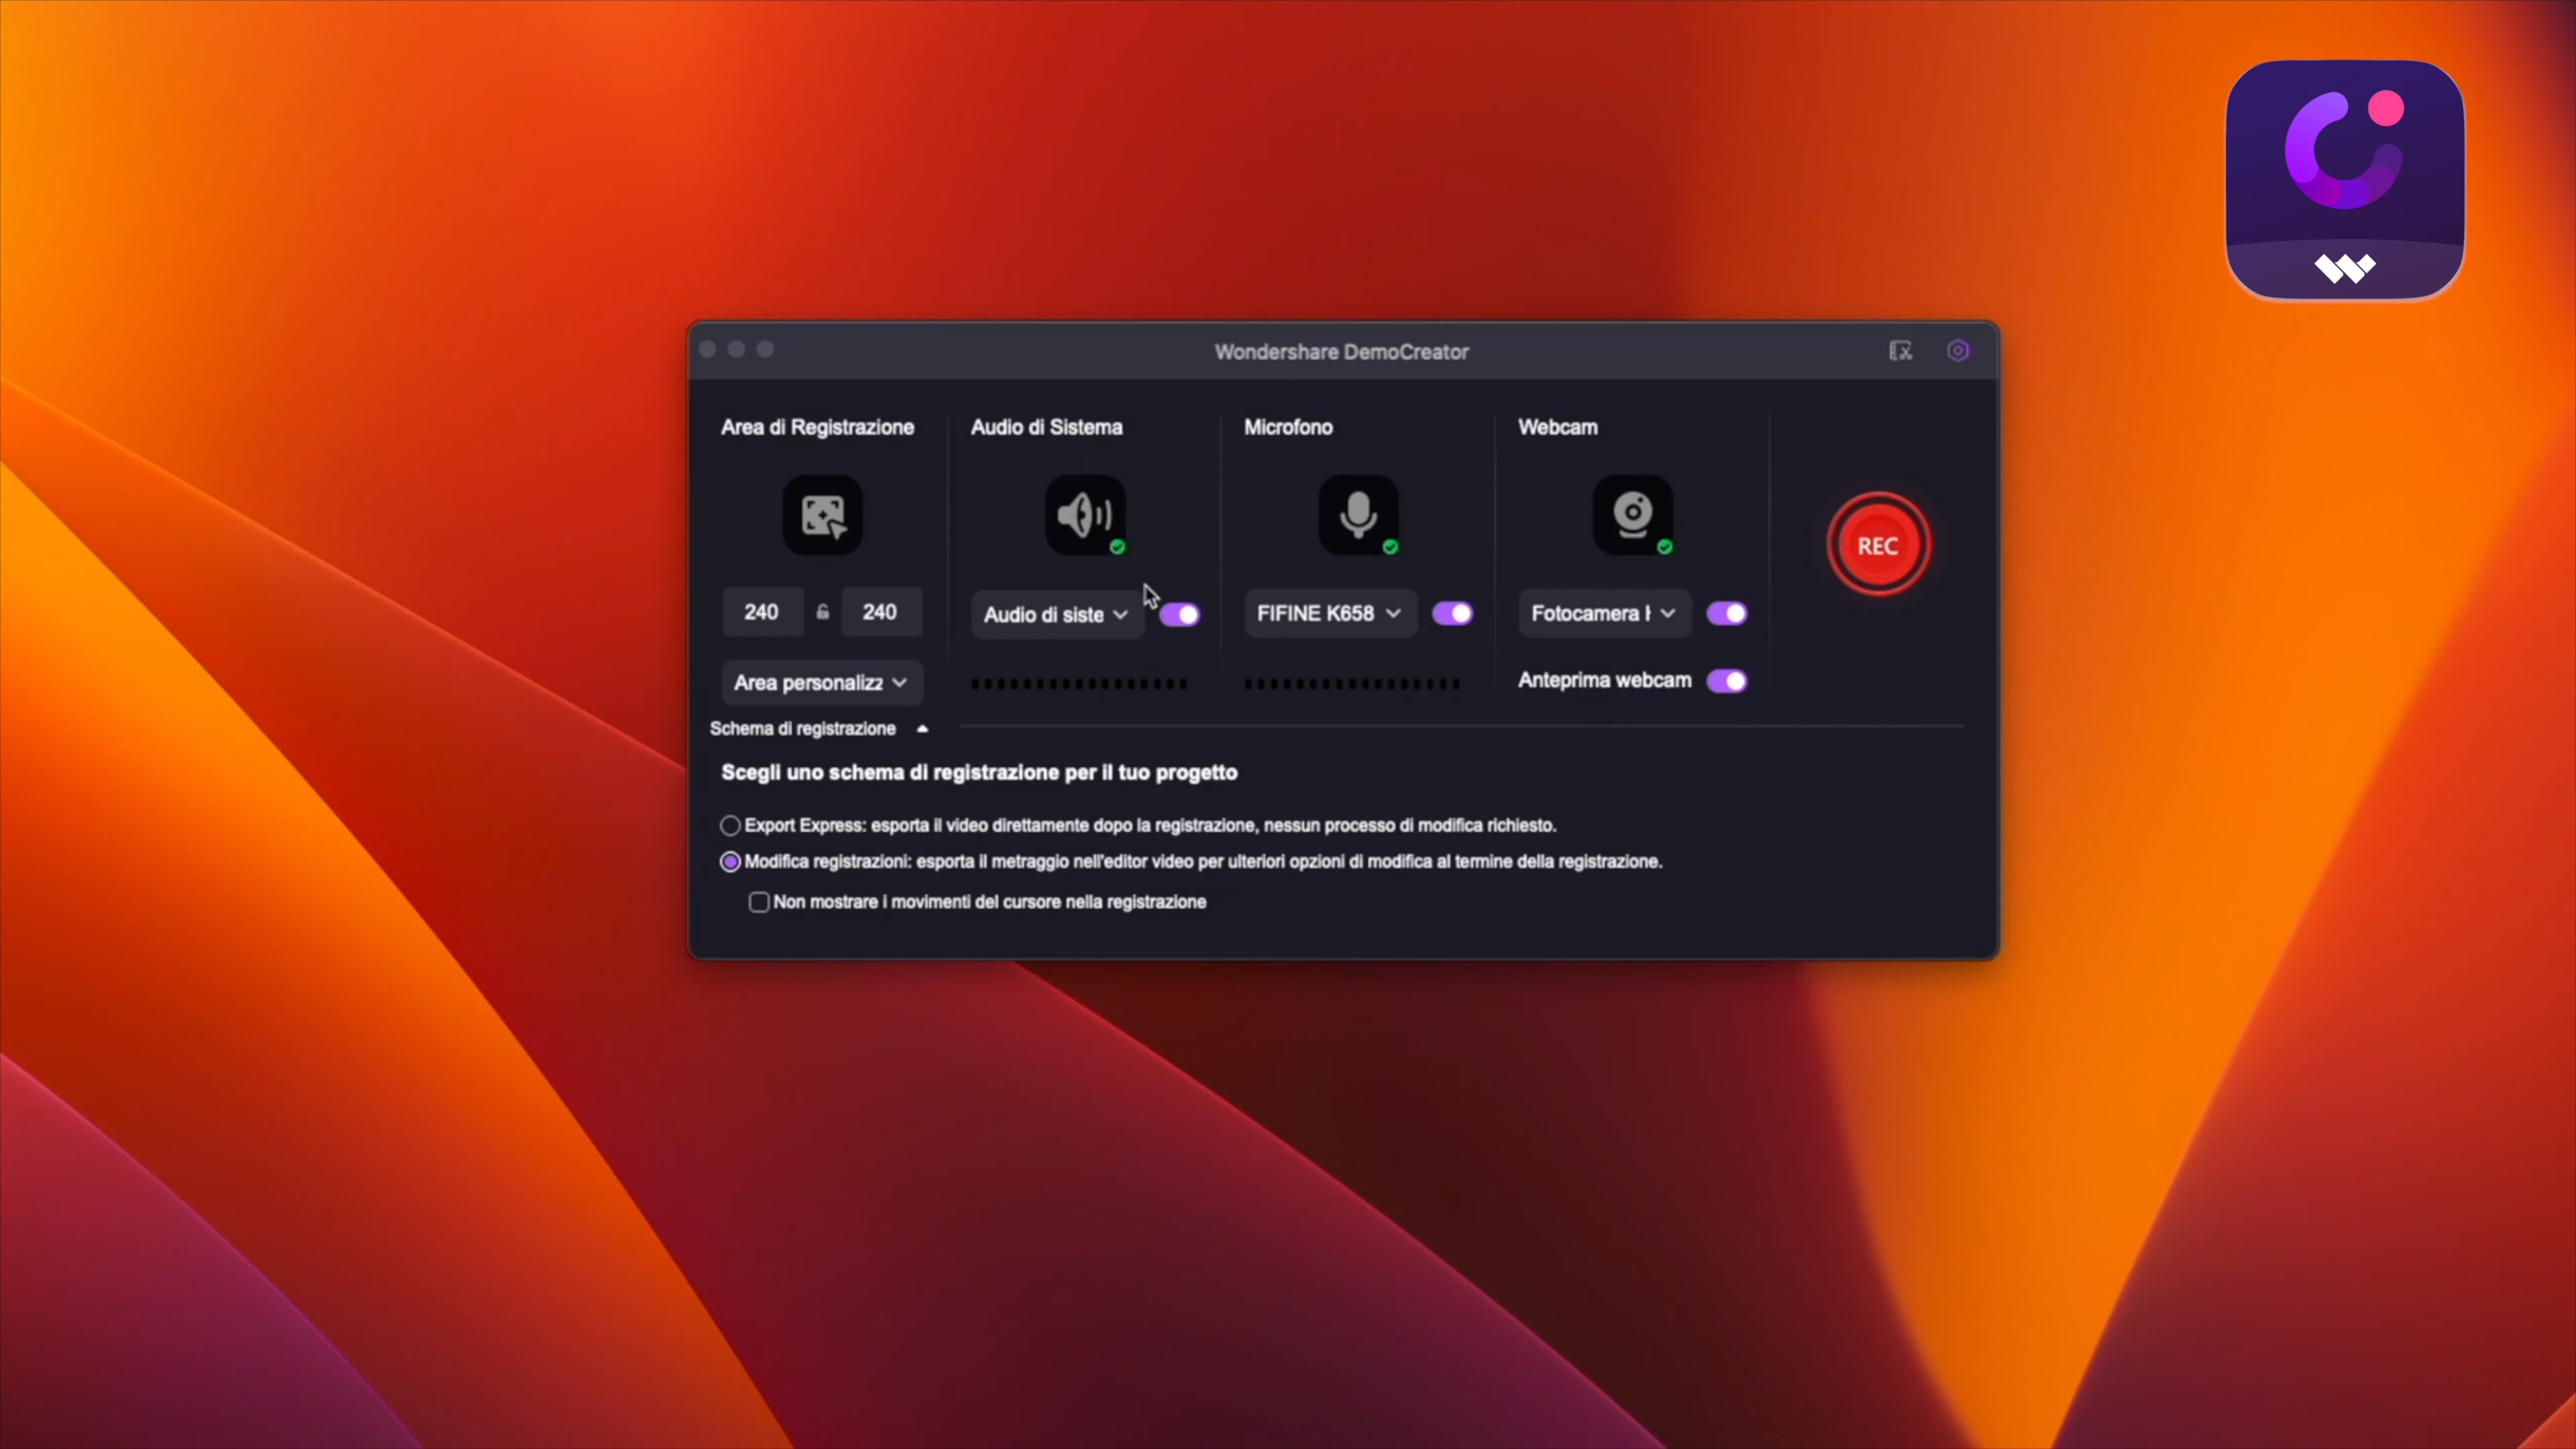 Wondershare DemoCreator
Area di Registrazione
Audio di Sistema
Microfono
Webcam
REC
240
240
Audio di siste
FIFINE K658
Fotocamera
Area personalizz
Anteprima webcam
Schema di registrazione
Scegli uno schema di registrazione per il tuo progetto
Export Express: esporta il video direttamente dopo la registrazione, nessun processo di modifica richiesto.
Modifica registrazioni: esporta il metraggio nell'editor video per ulteriori opzioni di modifica al termine della registrazione.
Non mostrare i movimenti del cursore nella registrazione